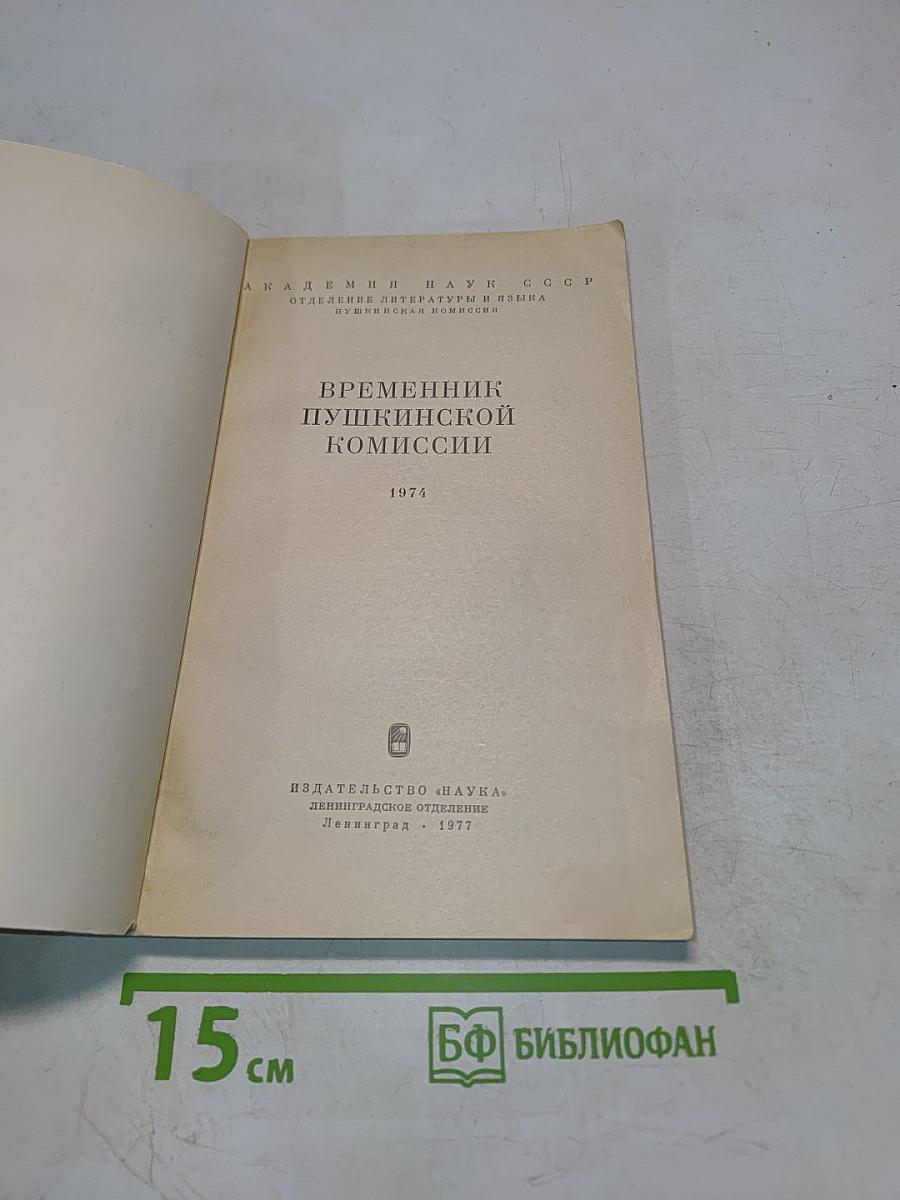 АКАДЕМИЯ НАУК СССР
ОТДЕЛЕНИЕ ЛИТЕРАТУРЫ И ЯЗЫКА
ПУШКИНСКАЯ КОМИССИЯ
ВРЕМЕННИК
ПУШКИНСКОЙ
КОМИССИИ
1974
ИЗДАТЕЛЬСТВО «НАУКА»
ЛЕНИНГРАДСКОЕ ОТДЕЛЕНИЕ
Ленинград • 1977
15 см
БФ БИБЛИОФАН